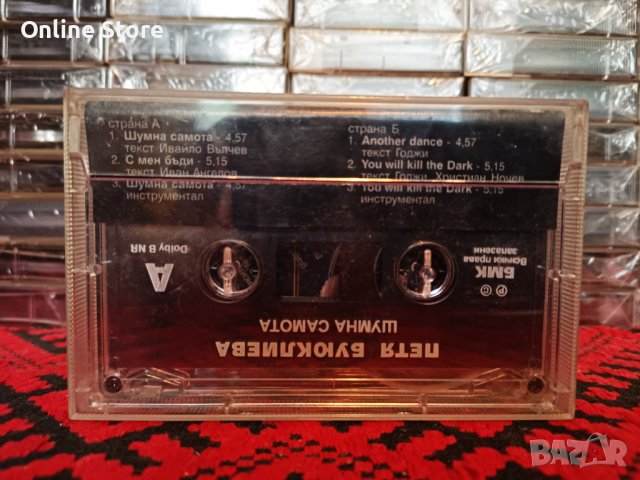 Online Store
страна А
1. Шумна самота - 4,57
текст Ивайло Вълчев
2. С мен бъди - 5,15
текст Иван Ангелов
3. Шумна самота - 4,57
инструментал
страна Б
1. Another dance - 4,57
текст Годжи
2. You will kill the Dark - 5,15
текст Годжи, Християн Ночев
3. You will kill the Dark - 5,15
инструментал
ПЕТЯ БУЮКЛИЕВА
ШУМНА САМОТА
A
Dolby B NR
БМК
Всички права
запазени
P C
BAZAR